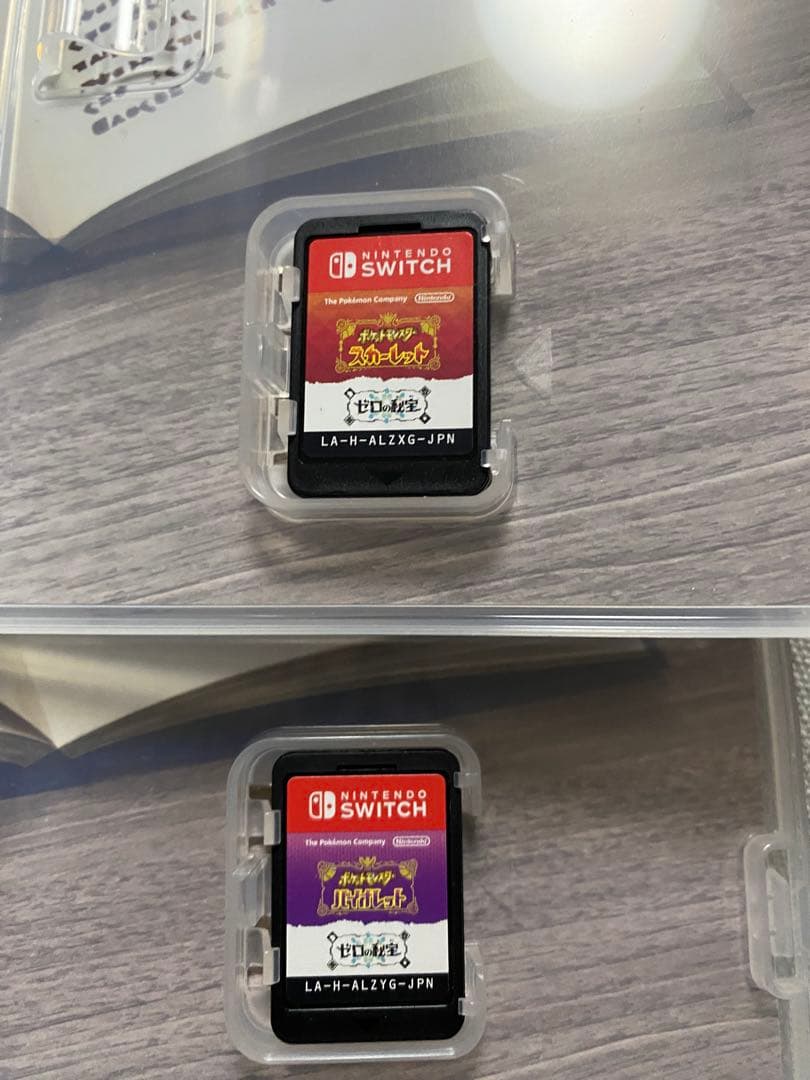 NINTENDO
SWITCH
The Pokémon Company Nintendo
ポケットモンスター
スカーレット
ゼロの秘宝
LA-H-ALZXG-JPN
NINTENDO
SWITCH
The Pokémon Company Nintendo
ポケットモンスター
バイオレット
ゼロの秘宝
LA-H-ALZYG-JPN